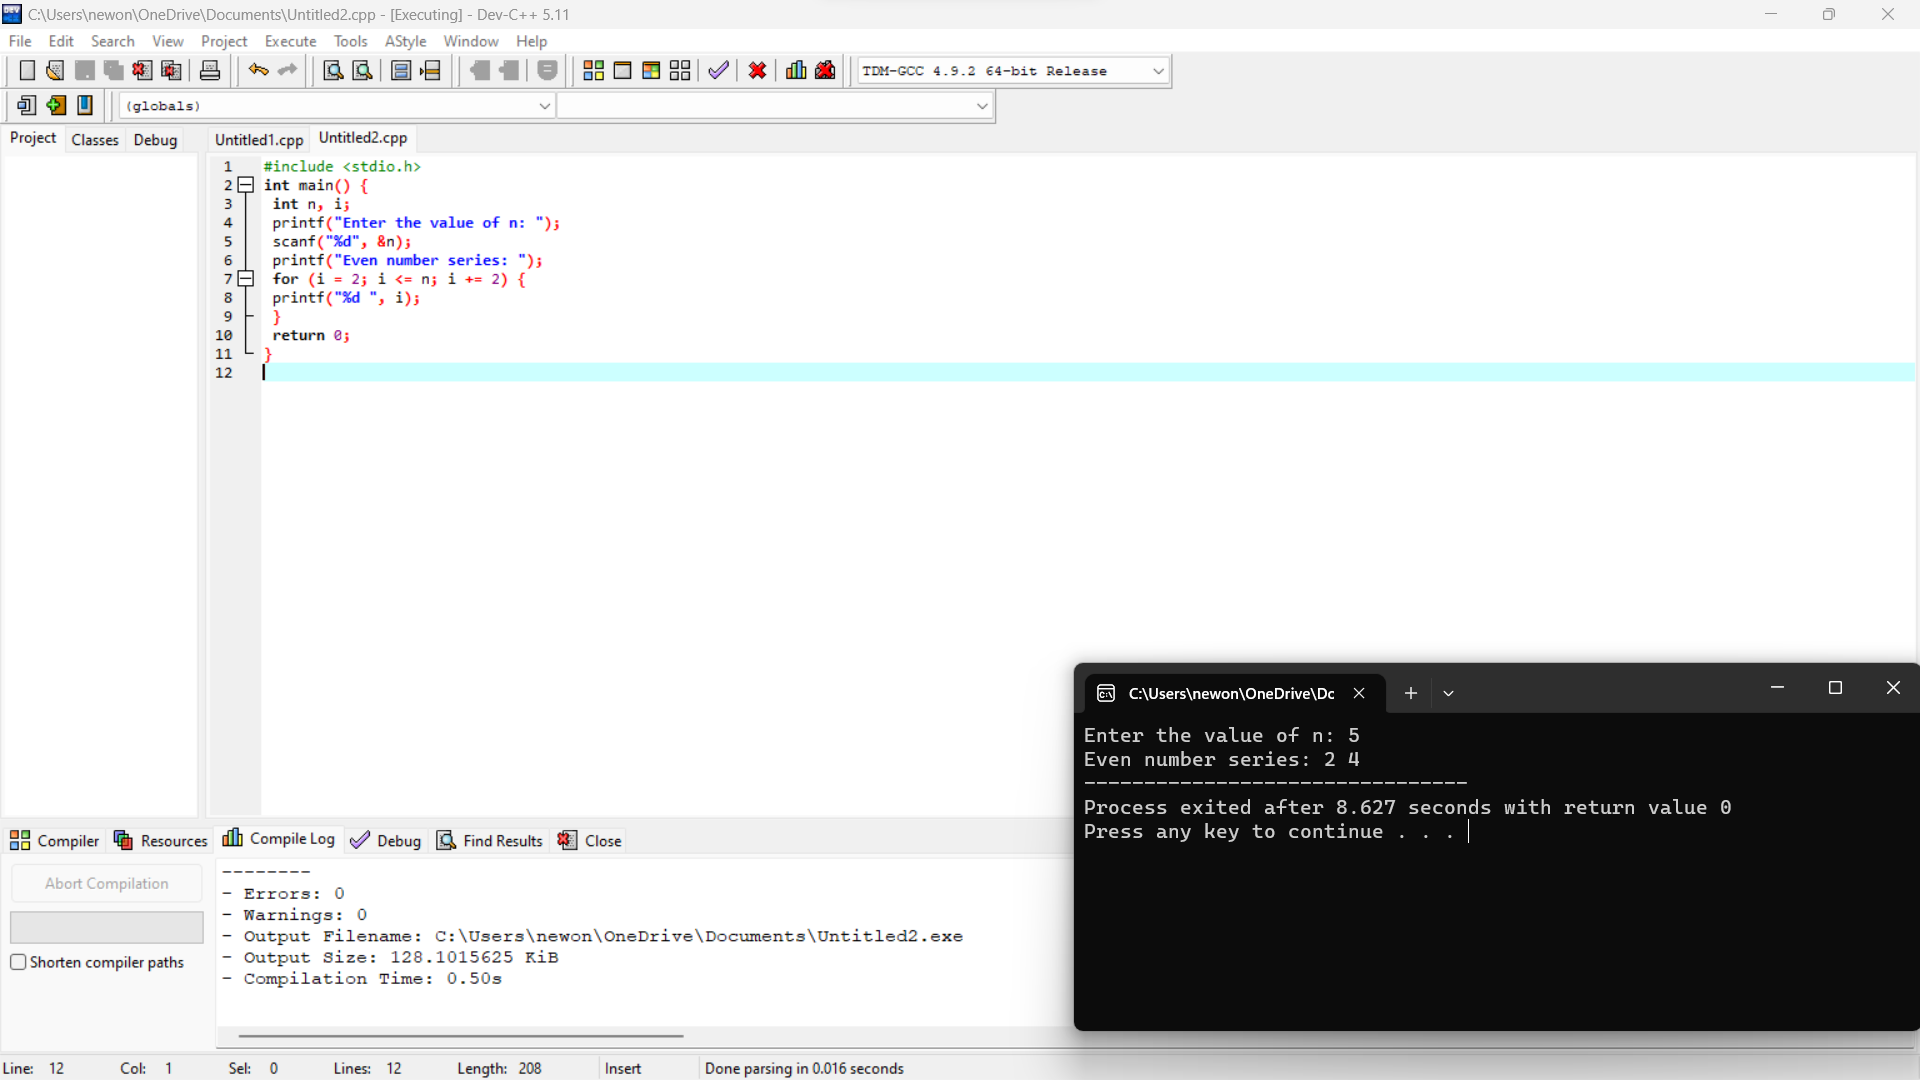 C:\Users\newon\OneDrive\Documents\Untitled2.cpp - [Executing] - Dev-C++ 5.11
File Edit Search View Project Execute Tools AStyle Window Help
TDM-GCC 4.9.2 64-bit Release
(globals)
Project Classes Debug
Untitled1.cpp Untitled2.cpp
1 #include <stdio.h>
2 int main() {
3 int n, i;
4 printf("Enter the value of n: ");
5 scanf("%d", &n);
6 printf("Even number series: ");
7 for (i = 2; i <= n; i += 2) {
8 printf("%d ", i);
9 }
10 return 0;
11 }
12
C:\Users\newon\OneDrive\Dc
Enter the value of n: 5
Even number series: 2 4
--------------------------------
Process exited after 8.627 seconds with return value 0
Press any key to continue . . .
Compiler Resources Compile Log Debug Find Results Close
Abort Compilation
Shorten compiler paths
--------
- Errors: 0
- Warnings: 0
- Output Filename: C:\Users\newon\OneDrive\Documents\Untitled2.exe
- Output Size: 128.1015625 KiB
- Compilation Time: 0.50s
Line: 12 Col: 1 Sel: 0 Lines: 12 Length: 208 Insert Done parsing in 0.016 seconds